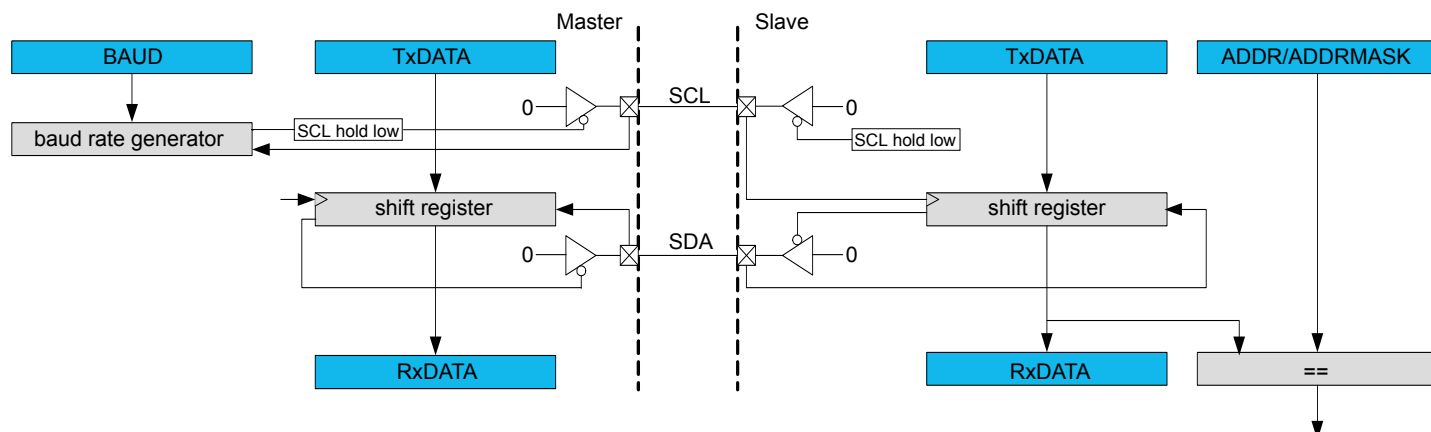 Master
Slave
BAUD
TxDATA
TxDATA
ADDR/ADDRMASK
0
SCL
0
baud rate generator
SCL hold low
SCL hold low
shift register
shift register
0
SDA
0
RxDATA
RxDATA
==